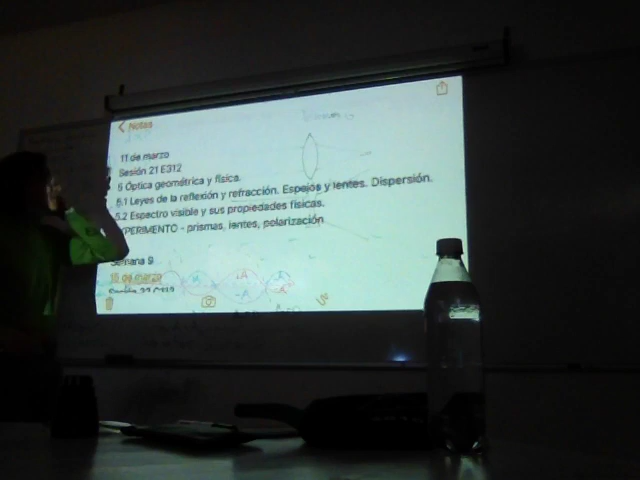 Notas
11 de marzo
Sesión 21 E312
5 Óptica geométrica y física.
5.1 Leyes de la reflexión y refracción. Espejos y lentes. Dispersión.
5.2 Espectro visible y sus propiedades físicas.
PERIMENTO - prismas, lentes, polarización
Semana 9
15 de marzo